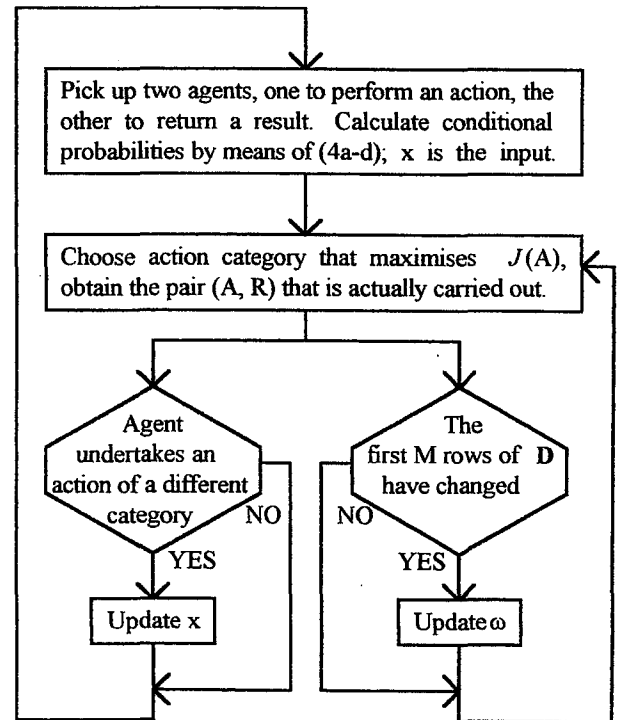 Pick up two agents, one to perform an action, the
other to return a result. Calculate conditional
probabilities by means of (4a-d); x is the input.
Choose action category that maximises J(A),
obtain the pair (A, R) that is actually carried out.
Agent
undertakes an
action of a different
category
NO
YES
Update x
The
first M rows of D
have changed
NO
YES
Update ω